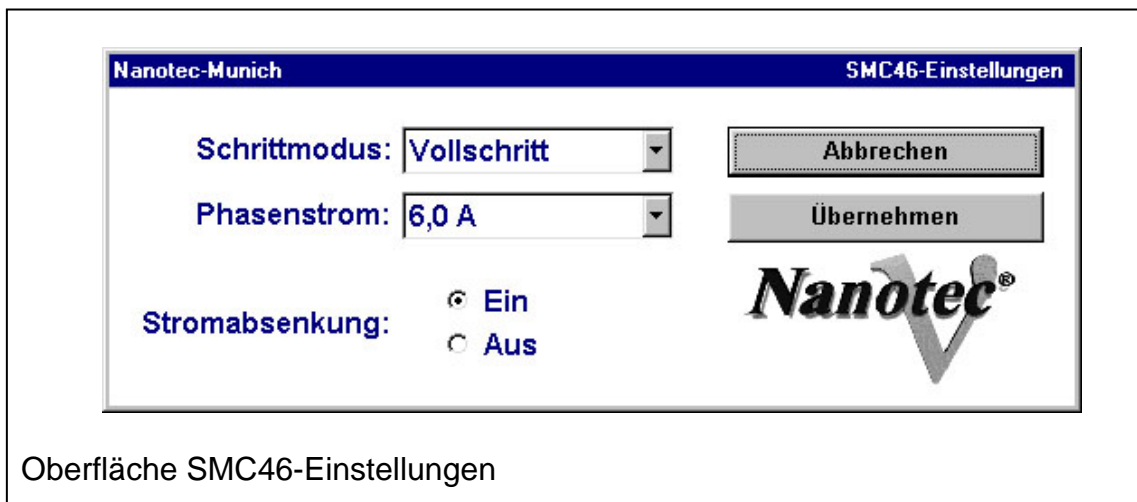 Nanotec-Munich SMC46-Einstellungen
Schrittmodus: Vollschritt Abbrechen
Phasenstrom: 6,0 A Übernehmen
Stromabsenkung: Ein
Aus
Nanotec®
Oberfläche SMC46-Einstellungen